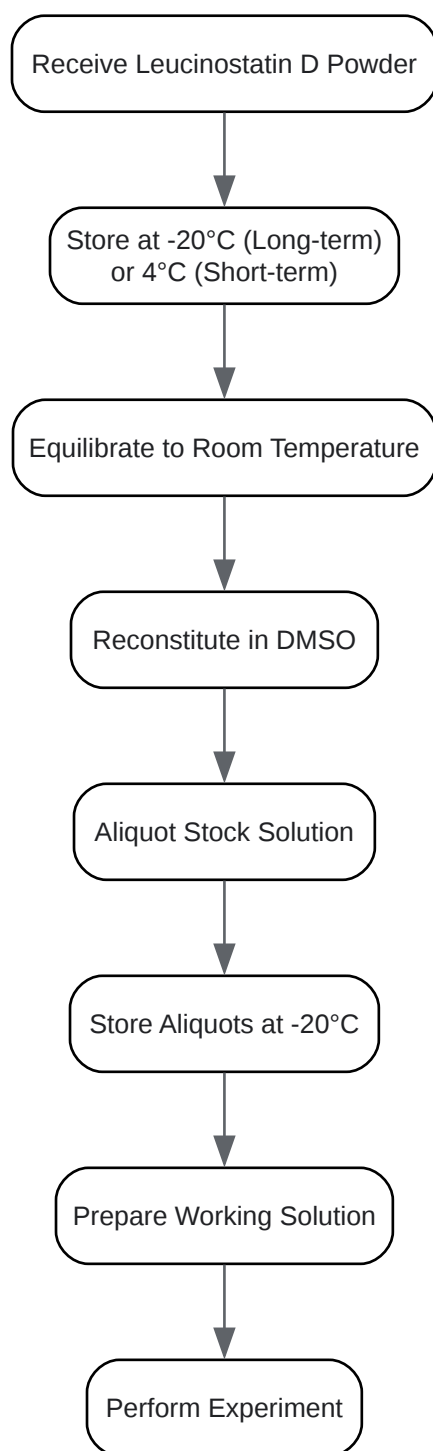 Receive Leucinostatin D Powder
Store at -20°C (Long-term)
or 4°C (Short-term)
Equilibrate to Room Temperature
Reconstitute in DMSO
Aliquot Stock Solution
Store Aliquots at -20°C
Prepare Working Solution
Perform Experiment